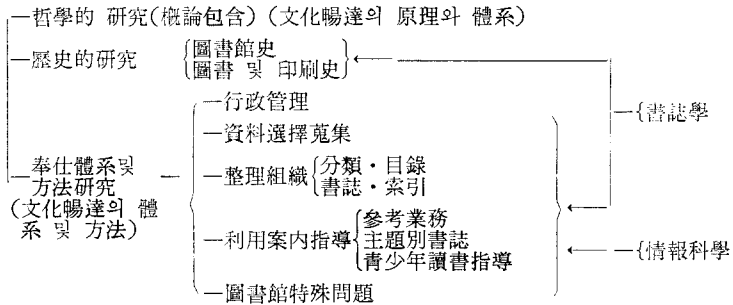 哲學的 研究(槪論包含) (文化暢達의 原理와 體系)
歷史的研究
圖書館史
圖書 및 印刷史
奉仕體系및
方法硏究
(文化暢達의 體
系 및 方法)
行政管理
資料選擇蒐集
整理組織
分類・目錄
書誌・索引
利用案內指導
參考業務
主題別書誌
靑少年讀書指導
圖書館特殊問題
書誌學
情報科學